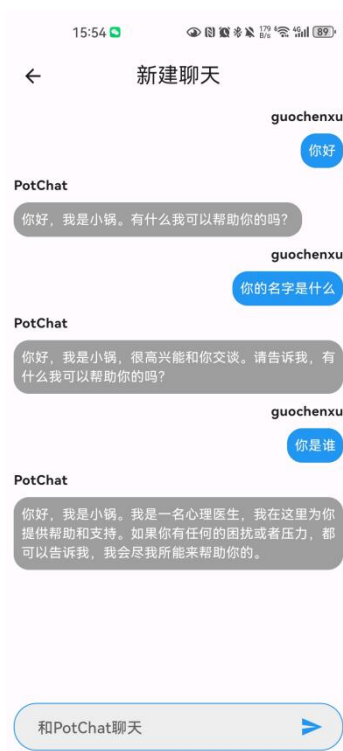 15:54
179 B/s
4G
89
新建聊天
guochenxu
你好
PotChat
你好，我是小锅。有什么我可以帮助你的吗？
guochenxu
你的名字是什么
PotChat
你好，我是小锅，很高兴能和你交谈。请告诉我，有
什么我可以帮助你的吗？
guochenxu
你是谁
PotChat
你好，我是小锅。我是一名心理医生，我在这里为你
提供帮助和支持。如果你有任何的困扰或者压力，都
可以告诉我，我会尽我所能来帮助你的。
和PotChat聊天